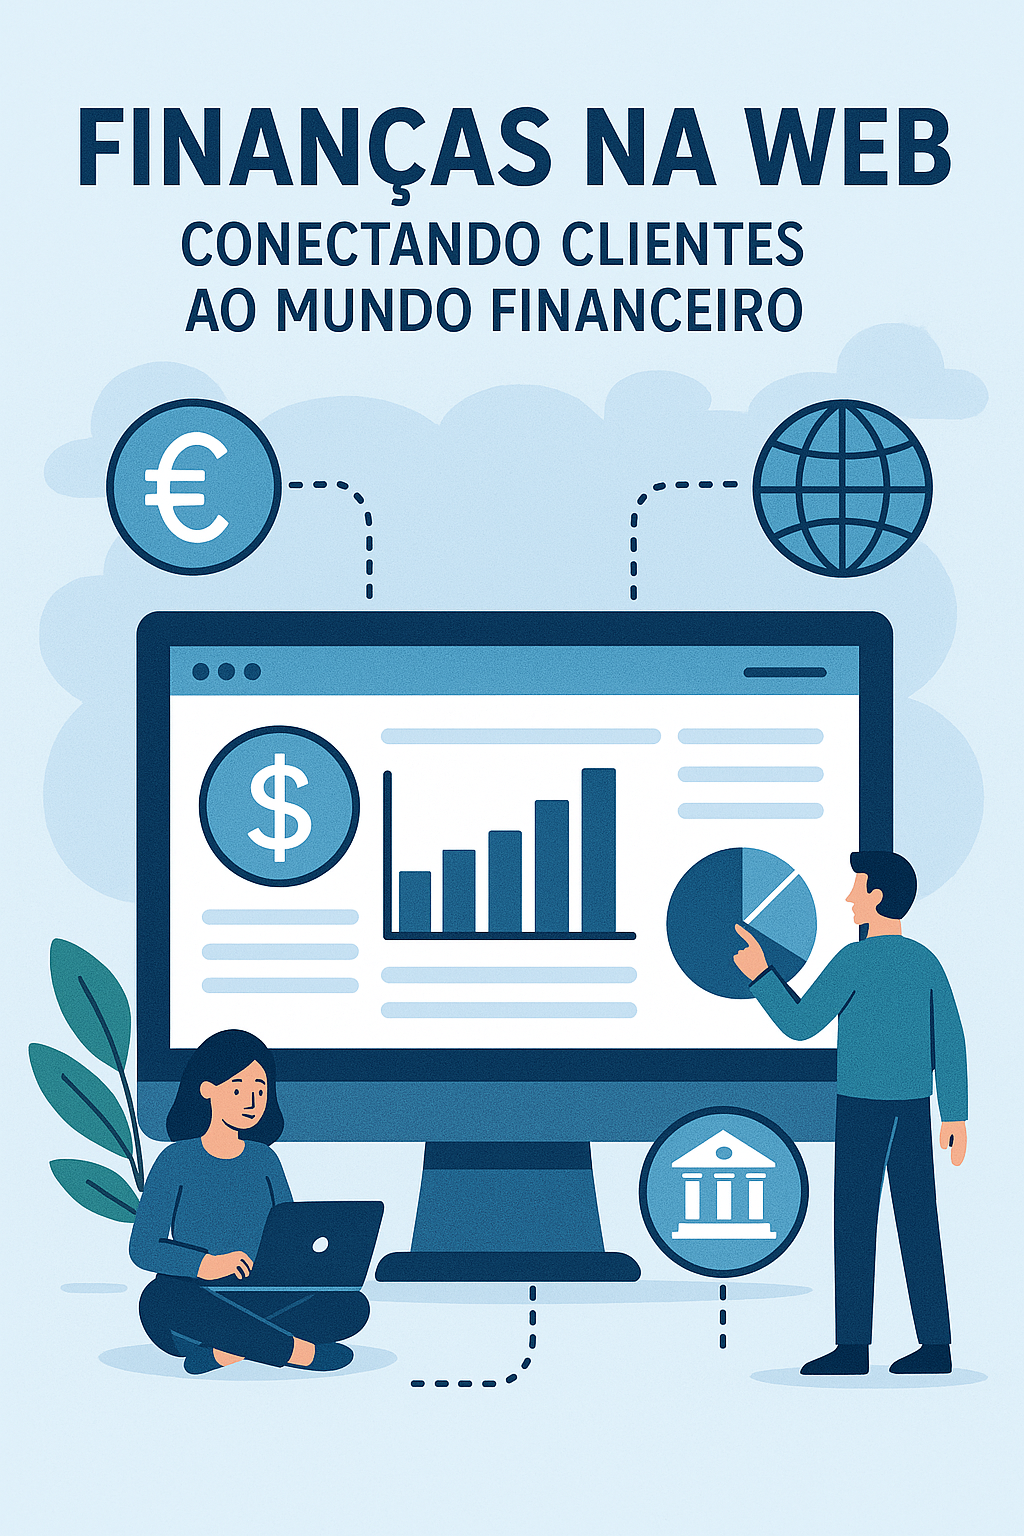 FINANÇAS NA WEB
CONECTANDO CLIENTES
AO MUNDO FINANCEIRO
€
$